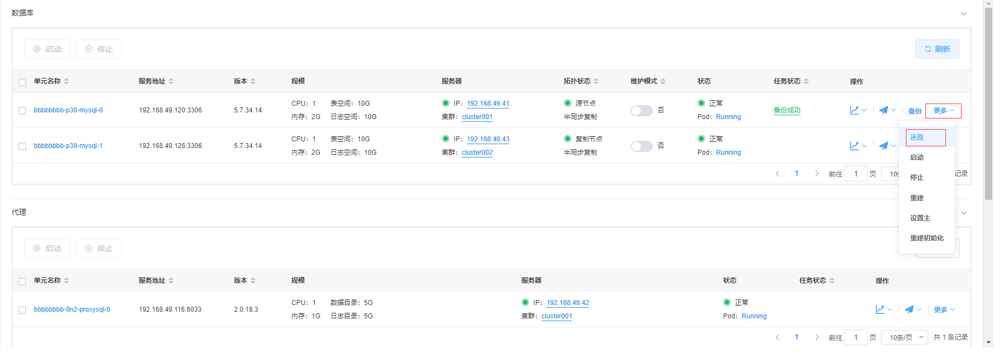 数据库
启动 停止 刷新
单元名称 服务地址 版本 规模 服务器 拓扑状态 维护模式 状态 任务状态 操作
bbbbbbbb-p38-mysql-0 192.168.49.120:3306 5.7.34.14 CPU：1 表空间：10G IP：192.168.49.41 源节点 否 正常 备份成功 备份 更多
内存：2G 日志空间：10G 集群：cluster001 半同步复制 Pod：Running
还原
bbbbbbbb-p38-mysql-1 192.168.49.126:3306 5.7.34.14 CPU：1 表空间：10G IP：192.168.49.43 复制节点 否 正常
内存：2G 日志空间：10G 集群：cluster002 半同步复制 Pod：Running
启动
1 前往 1 页 10条 记录
停止
重建
代理
设置主
重建初始化
启动 停止
单元名称 服务地址 版本 规模 服务器 状态 任务状态 操作
bbbbbbbb-0n2-proxysql-0 192.168.49.116:6033 2.0.18.3 CPU：1 数据目录：5G IP：192.168.49.42 正常 更多
内存：1G 日志目录：5G 集群：cluster001 Pod：Running
1 前往 1 页 10条/页 共 1 条记录